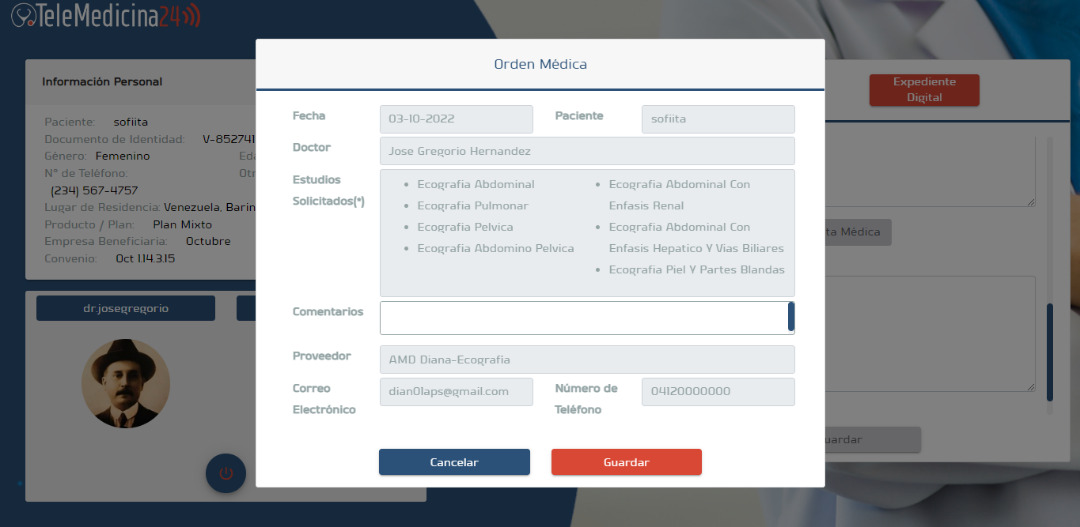 TeleMedicina24
Información Personal
Paciente: sofiita
Documento de Identidad: V-852741
Género: Femenino
N° de Teléfono:
(234) 567-4757
Lugar de Residencia: Venezuela, Barin
Producto / Plan: Plan Mixto
Empresa Beneficiaria: Octubre
Convenio: Oct 1.14.3.15
dr.josegregorio
Orden Médica
Fecha 03-10-2022 Paciente sofiita
Doctor Jose Gregorio Hernandez
Estudios
Solicitados(*)
• Ecografia Abdominal
• Ecografia Pulmonar
• Ecografia Pelvica
• Ecografia Abdomino Pelvica
• Ecografia Abdominal Con
Enfasis Renal
• Ecografia Abdominal Con
Enfasis Hepatico Y Vias Biliares
• Ecografia Piel Y Partes Blandas
Comentarios
Proveedor AMD Diana-Ecografia
Correo
Electrónico
dian01aps@gmail.com
Número de
Teléfono
04120000000
Cancelar Guardar
Expediente
Digital
ta Médica
uardar